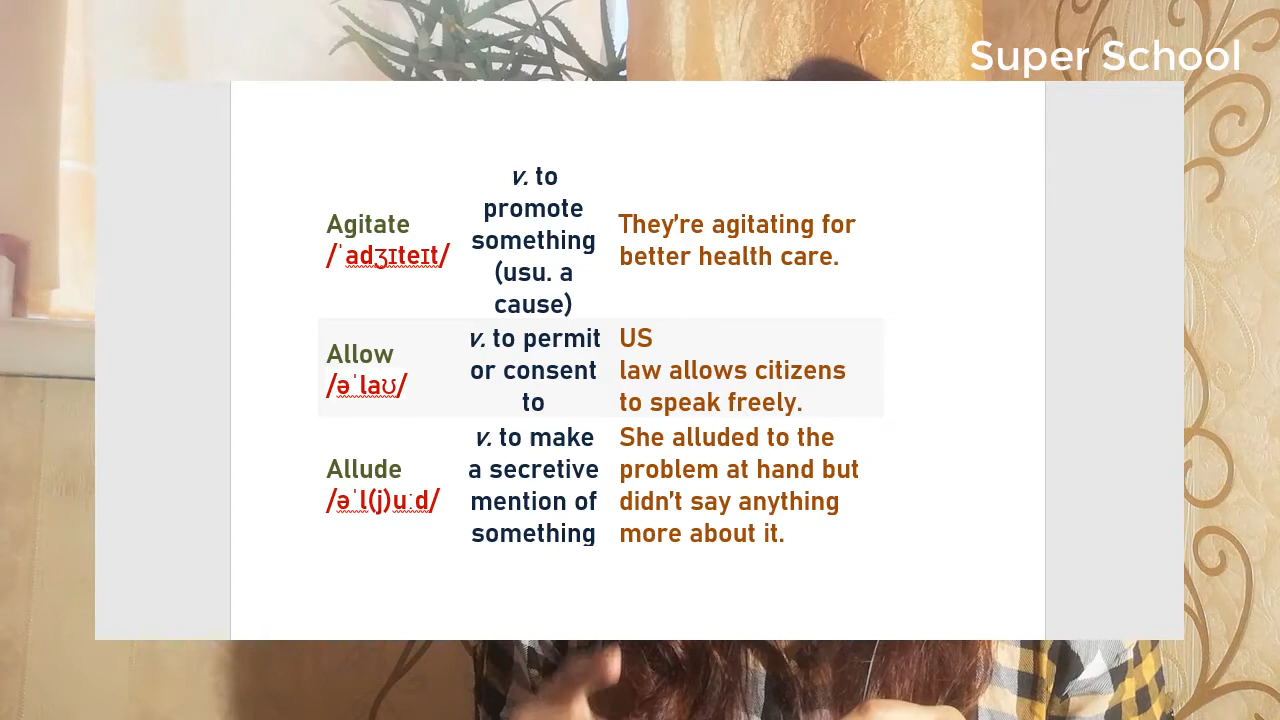 Super School
Agitate
/ˈadʒɪteɪt/
v. to
promote
something
(usu. a
cause)
They’re agitating for
better health care.
Allow
/əˈlaʊ/
v. to permit
or consent
to
US
law allows citizens
to speak freely.
Allude
/əˈl(j)uːd/
v. to make
a secretive
mention of
something
She alluded to the
problem at hand but
didn’t say anything
more about it.